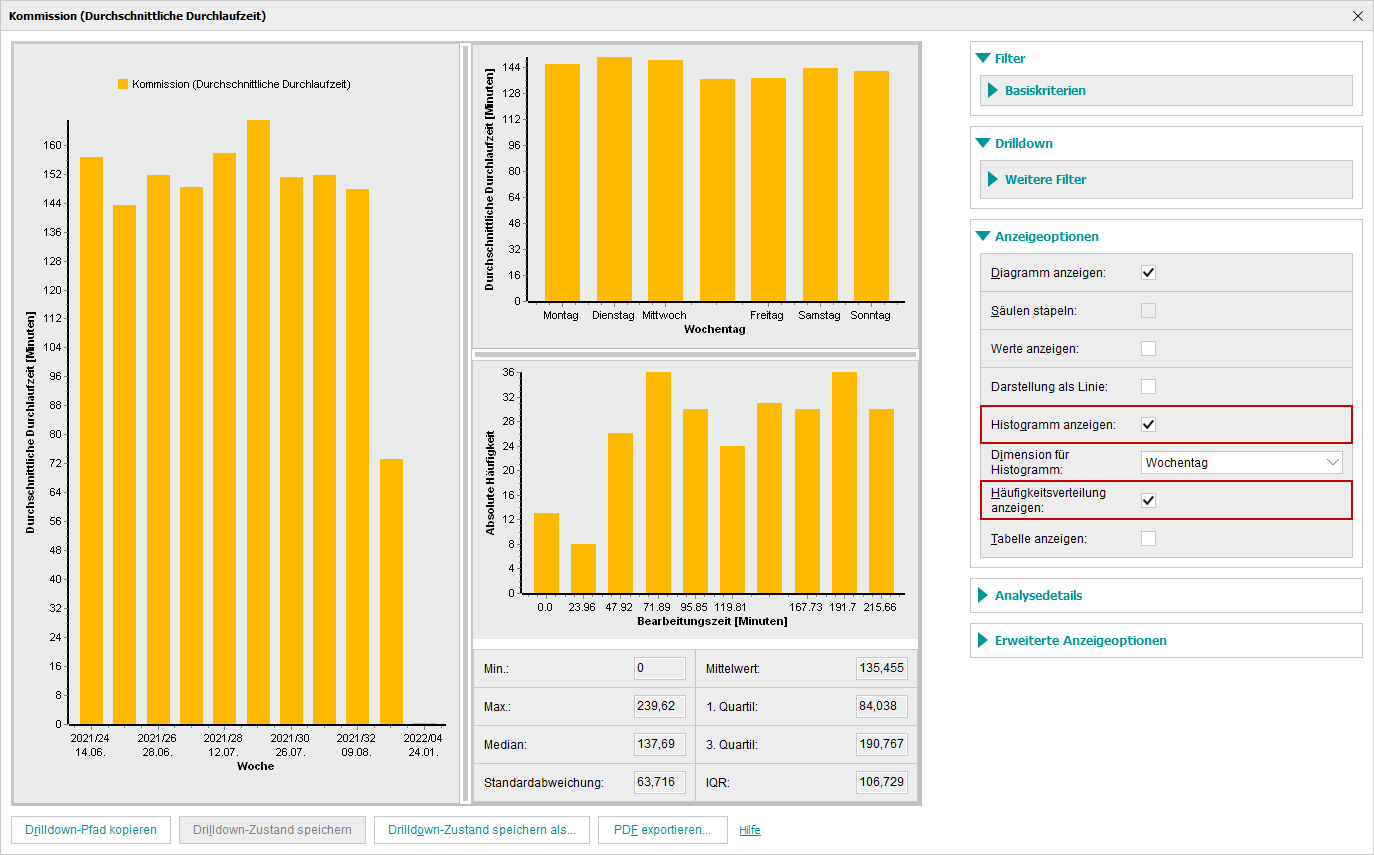 Kommission (Durchschnittliche Durchlaufzeit)
Kommission (Durchschnittliche Durchlaufzeit)
Durchschnittliche Durchlaufzeit [Minuten]
160
152
144
136
128
120
112
104
96
88
80
72
64
56
48
40
32
24
16
8
0
2021/24 2021/26 2021/28 2021/30 2021/32 2022/04
14.06. 28.06. 12.07. 26.07. 09.08. 24.01.
Woche
Durchschnittliche Durchlaufzeit [Minuten]
144
128
112
96
80
64
48
32
16
0
Montag Dienstag Mittwoch Freitag Samstag Sonntag
Wochentag
Absolute Häufigkeit
36
32
28
24
20
16
12
8
4
0
0.0 23.96 47.92 71.89 95.85 119.81 167.73 191.7 215.66
Bearbeitungszeit [Minuten]
Min.: 0 Mittelwert: 135,455
Max.: 239,62 1. Quartil: 84,038
Median: 137,69 3. Quartil: 190,767
Standardabweichung: 63,716 IQR: 106,729
Filter
Basiskriterien
Drilldown
Weitere Filter
Anzeigeoptionen
Diagramm anzeigen:
Säulen stapeln:
Werte anzeigen:
Darstellung als Linie:
Histogramm anzeigen:
Dimension für
Histogramm:
Wochentag
Häufigkeitsverteilung
anzeigen:
Tabelle anzeigen:
Analysedetails
Erweiterte Anzeigeoptionen
Drilldown-Pfad kopieren Drilldown-Zustand speichern Drilldown-Zustand speichern als... PDF exportieren... Hilfe